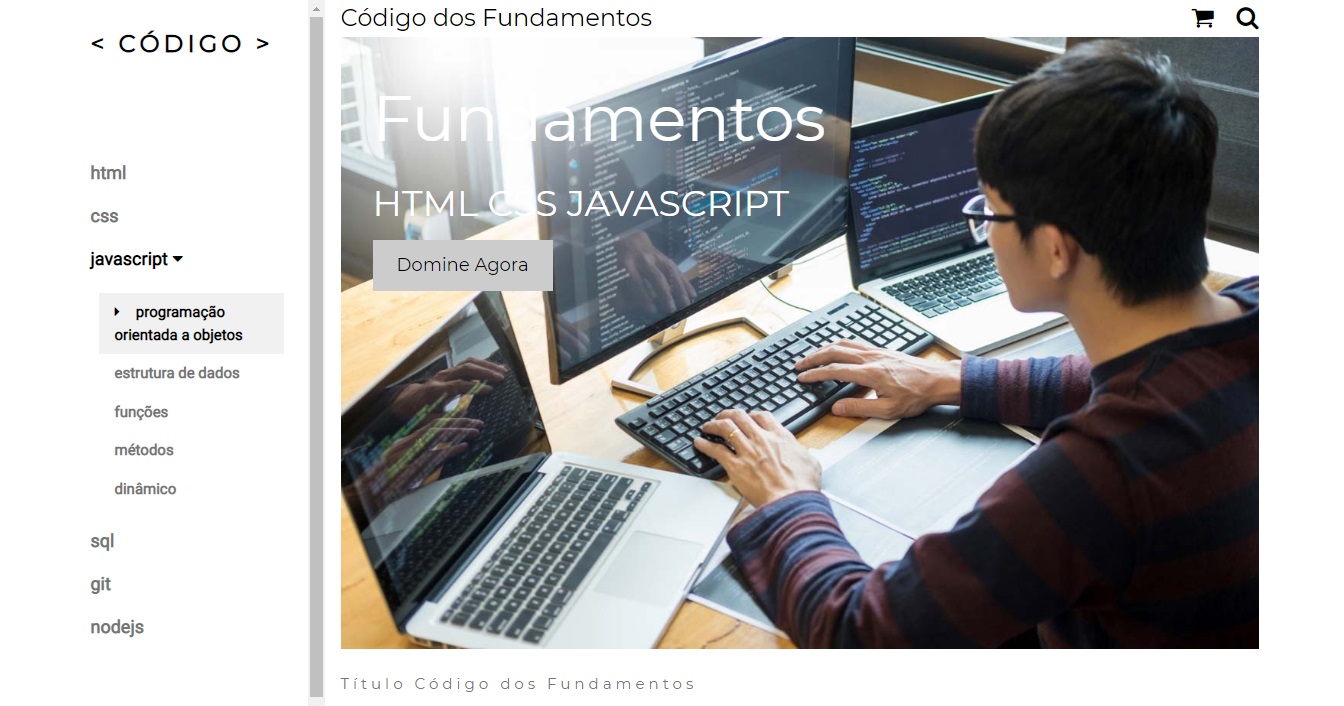 < CÓDIGO >
html
css
javascript
programação
orientada a objetos
estrutura de dados
funções
métodos
dinâmico
sql
git
nodejs
Código dos Fundamentos
Fundamentos
HTML CSS JAVASCRIPT
Domine Agora
Título Código dos Fundamentos